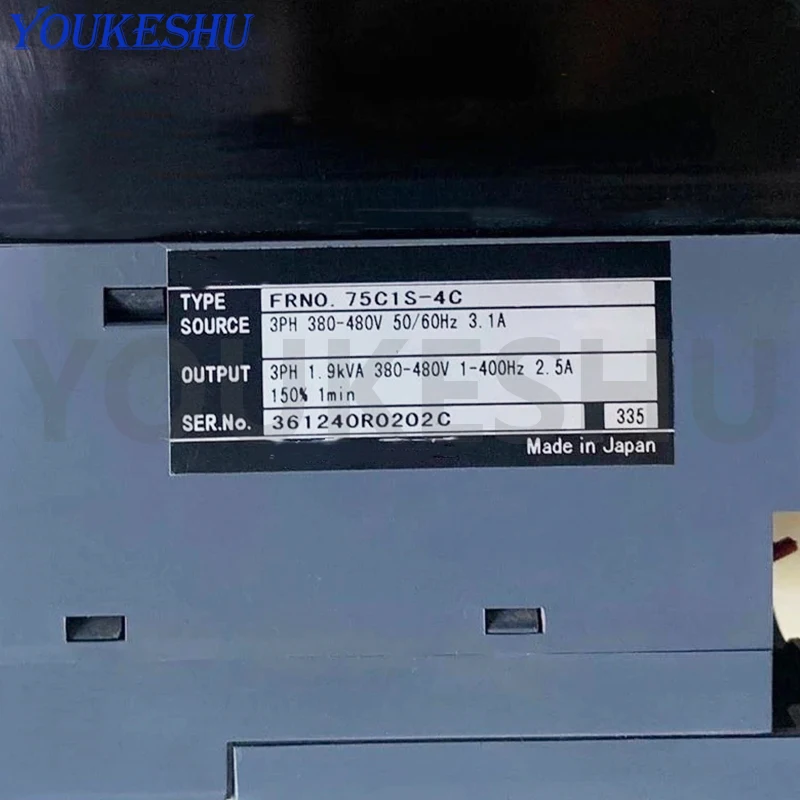 YOUKESHU
TYPE FRN0.75C1S-4C
SOURCE 3PH 380-480V 50/60Hz 3.1A
OUTPUT 3PH 1.9kVA 380-480V 1-400Hz 2.5A
150% 1min
SER.No. 361240R0202C 335
Made in Japan
YOUKESHU